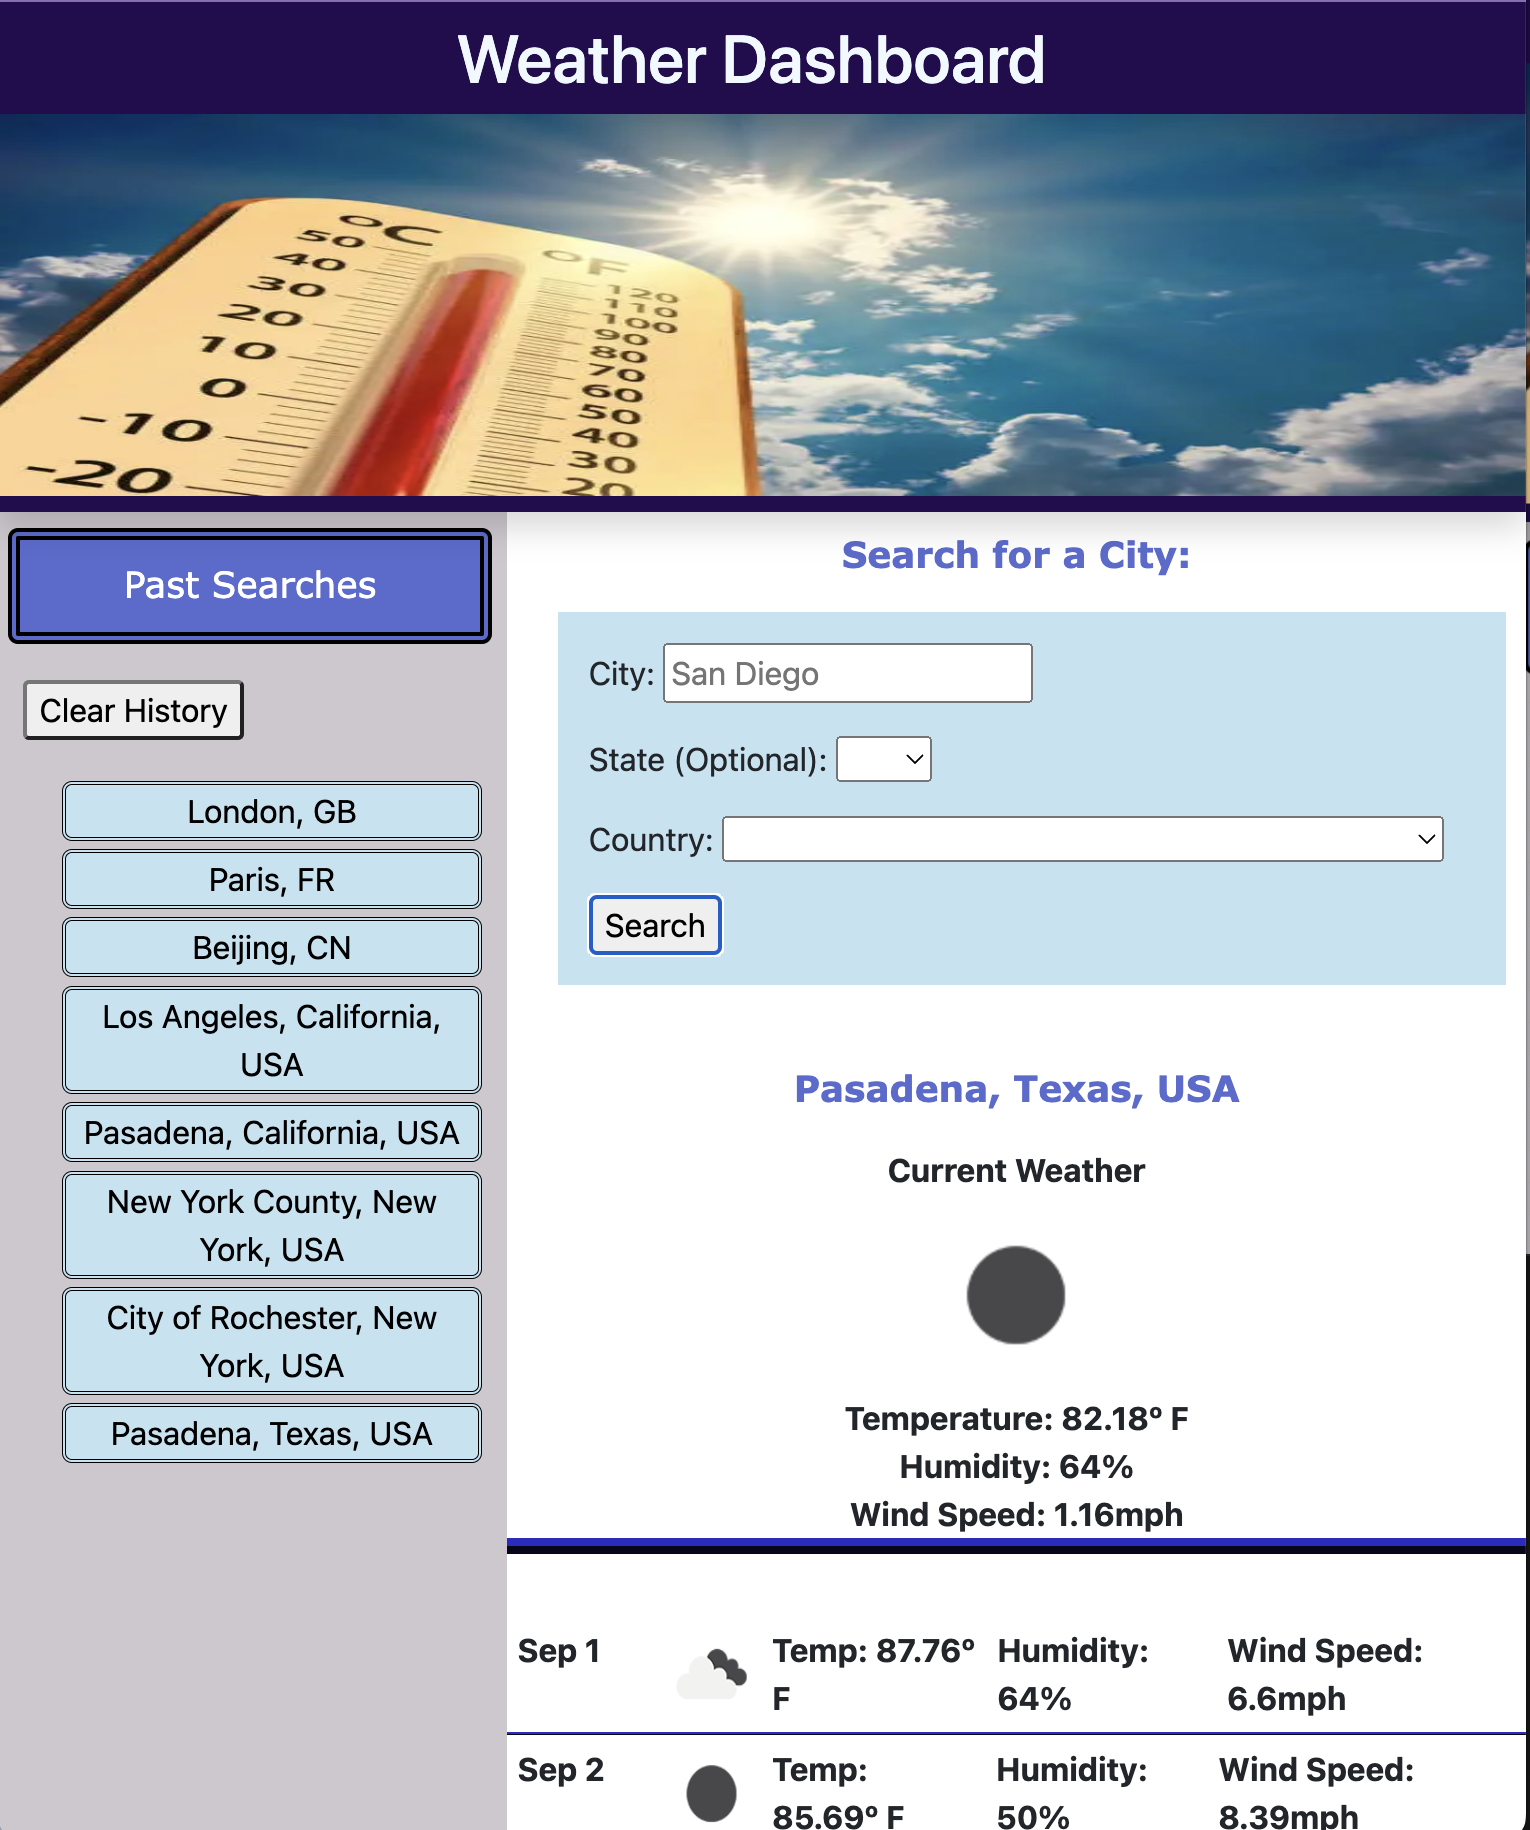 Weather Dashboard
°C
50
40
30
20
10
0
-10
-20
°F
120
110
100
90
80
70
60
50
40
30
20
Past Searches
Clear History
London, GB
Paris, FR
Beijing, CN
Los Angeles, California,
USA
Pasadena, California, USA
New York County, New
York, USA
City of Rochester, New
York, USA
Pasadena, Texas, USA
Search for a City:
City: San Diego
State (Optional):
Country:
Search
Pasadena, Texas, USA
Current Weather
Temperature: 82.18º F
Humidity: 64%
Wind Speed: 1.16mph
Sep 1
Temp: 87.76º
F
Humidity:
64%
Wind Speed:
6.6mph
Sep 2
Temp:
85.69º F
Humidity:
50%
Wind Speed:
8.39mph